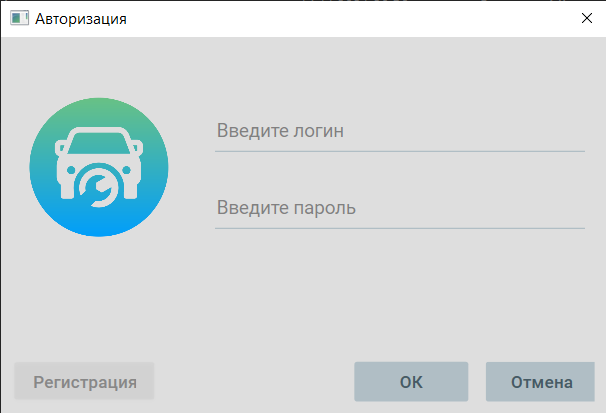 Авторизация
Введите логин
Введите пароль
Регистрация
ОК
Отмена